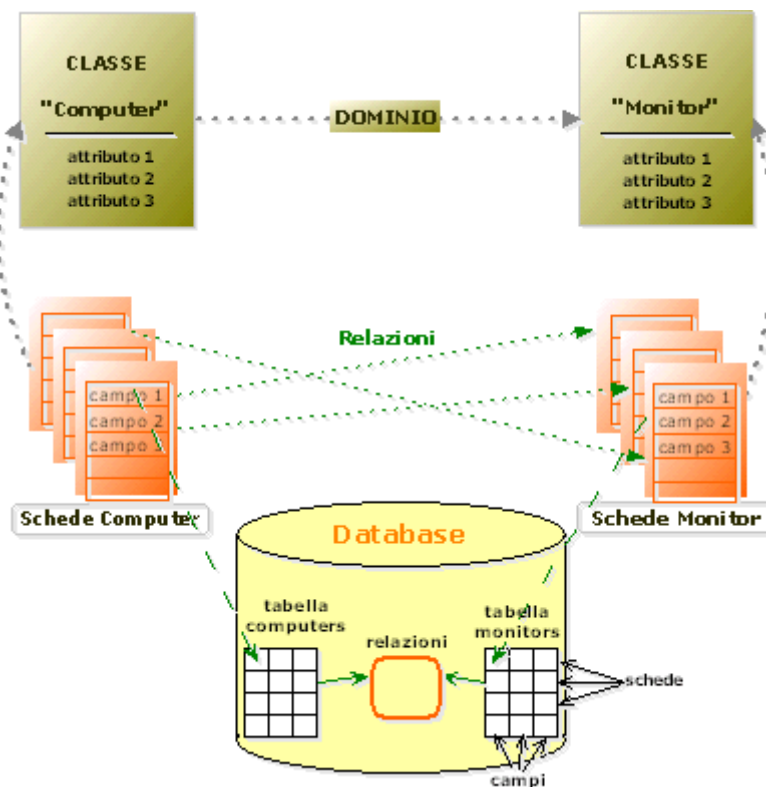 CLASSE
"Computer"
attributo 1
attributo 2
attributo 3
DOMINIO
CLASSE
"Monitor"
attributo 1
attributo 2
attributo 3
Relazioni
campo 1
campo 2
campo 3
Schede Computer
campo 1
campo 2
campo 3
Schede Monitor
Database
tabella
computers
relazioni
tabella
monitors
schede
campi